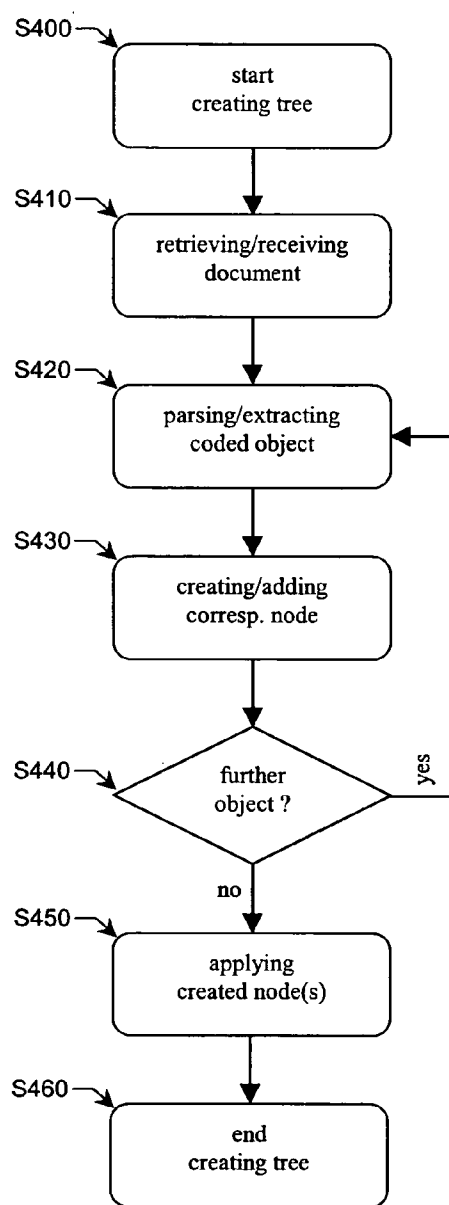 S400
start
creating tree
S410
retrieving/receiving
document
S420
parsing/extracting
coded object
S430
creating/adding
corresp. node
S440
further
object ?
yes
no
S450
applying
created node(s)
S460
end
creating tree